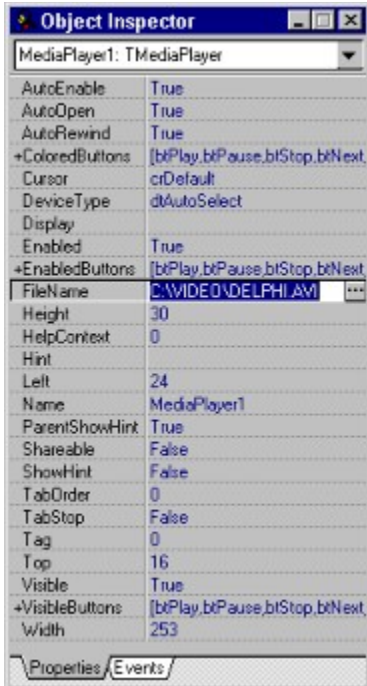 Object Inspector
MediaPlayer1: TMediaPlayer
AutoEnable True
AutoOpen True
AutoRewind True
+ColoredButtons [btPlay,btPause,btStop,btNext,
Cursor crDefault
DeviceType dtAutoSelect
Display
Enabled True
+EnabledButtons [btPlay,btPause,btStop,btNext,
FileName C:\VIDEO\DELPHI.AVI ...
Height 30
HelpContext 0
Hint
Left 24
Name MediaPlayer1
ParentShowHint True
Shareable False
ShowHint False
TabOrder 0
TabStop False
Tag 0
Top 16
Visible True
+VisibleButtons [btPlay,btPause,btStop,btNext,
Width 253
Properties Events